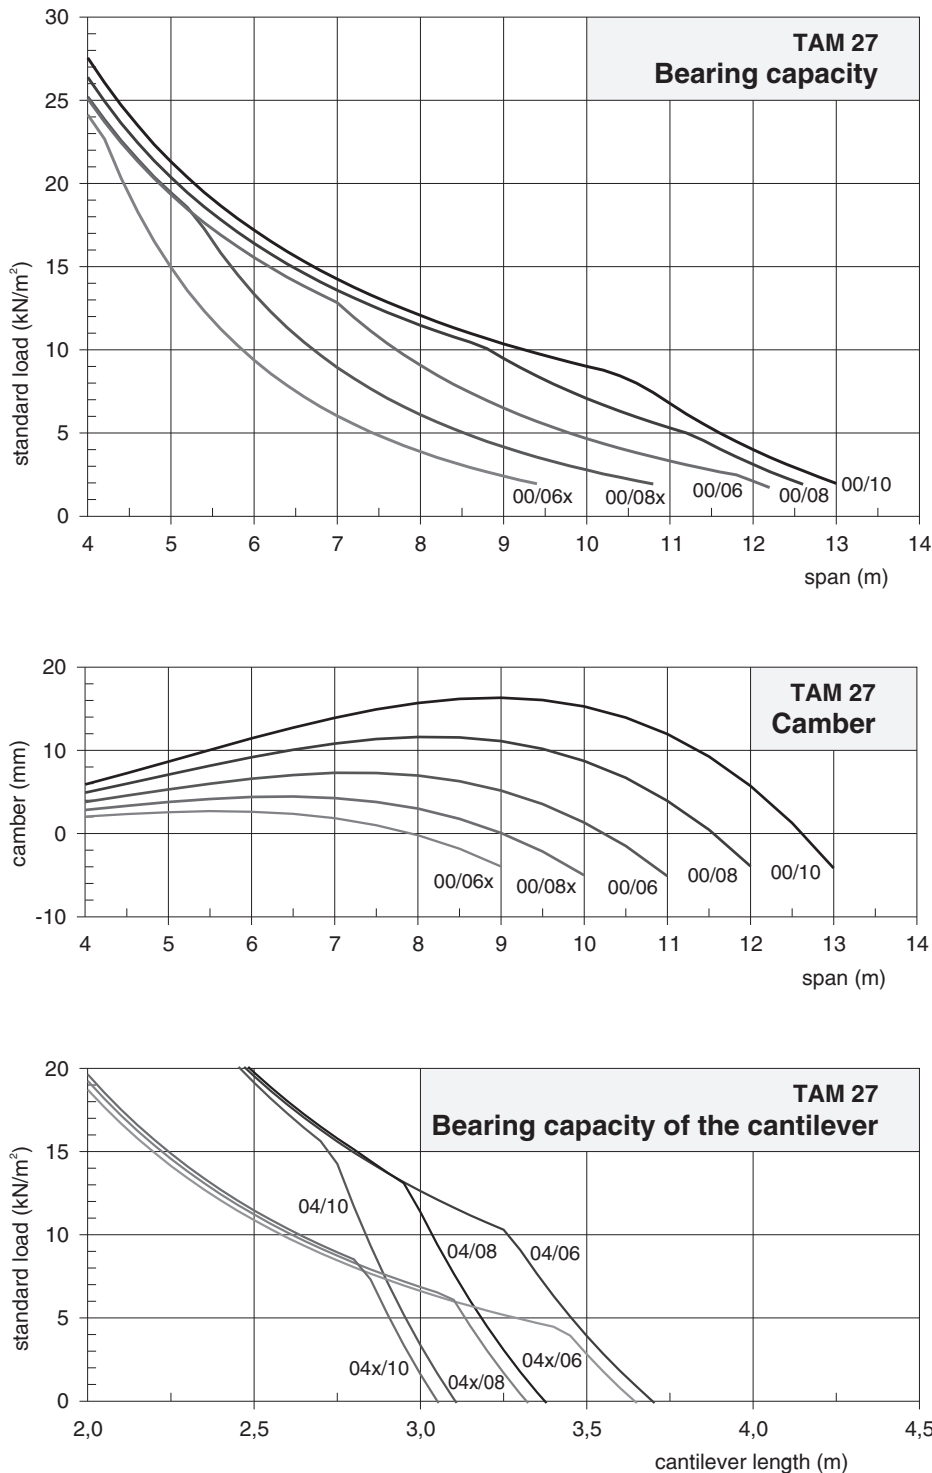 TAM 27
Bearing capacity
standard load (kN/m²)
30
25
20
15
10
5
0
00/06x
00/08x
00/06
00/08
00/10
4 5 6 7 8 9 10 11 12 13 14
span (m)
TAM 27
Camber
camber (mm)
20
10
0
-10
00/06x
00/08x
00/06
00/08
00/10
4 5 6 7 8 9 10 11 12 13 14
span (m)
TAM 27
Bearing capacity of the cantilever
standard load (kN/m²)
20
15
10
5
0
04/10
04/08
04/06
04x/10
04x/08
04x/06
2,0 2,5 3,0 3,5 4,0 4,5
cantilever length (m)